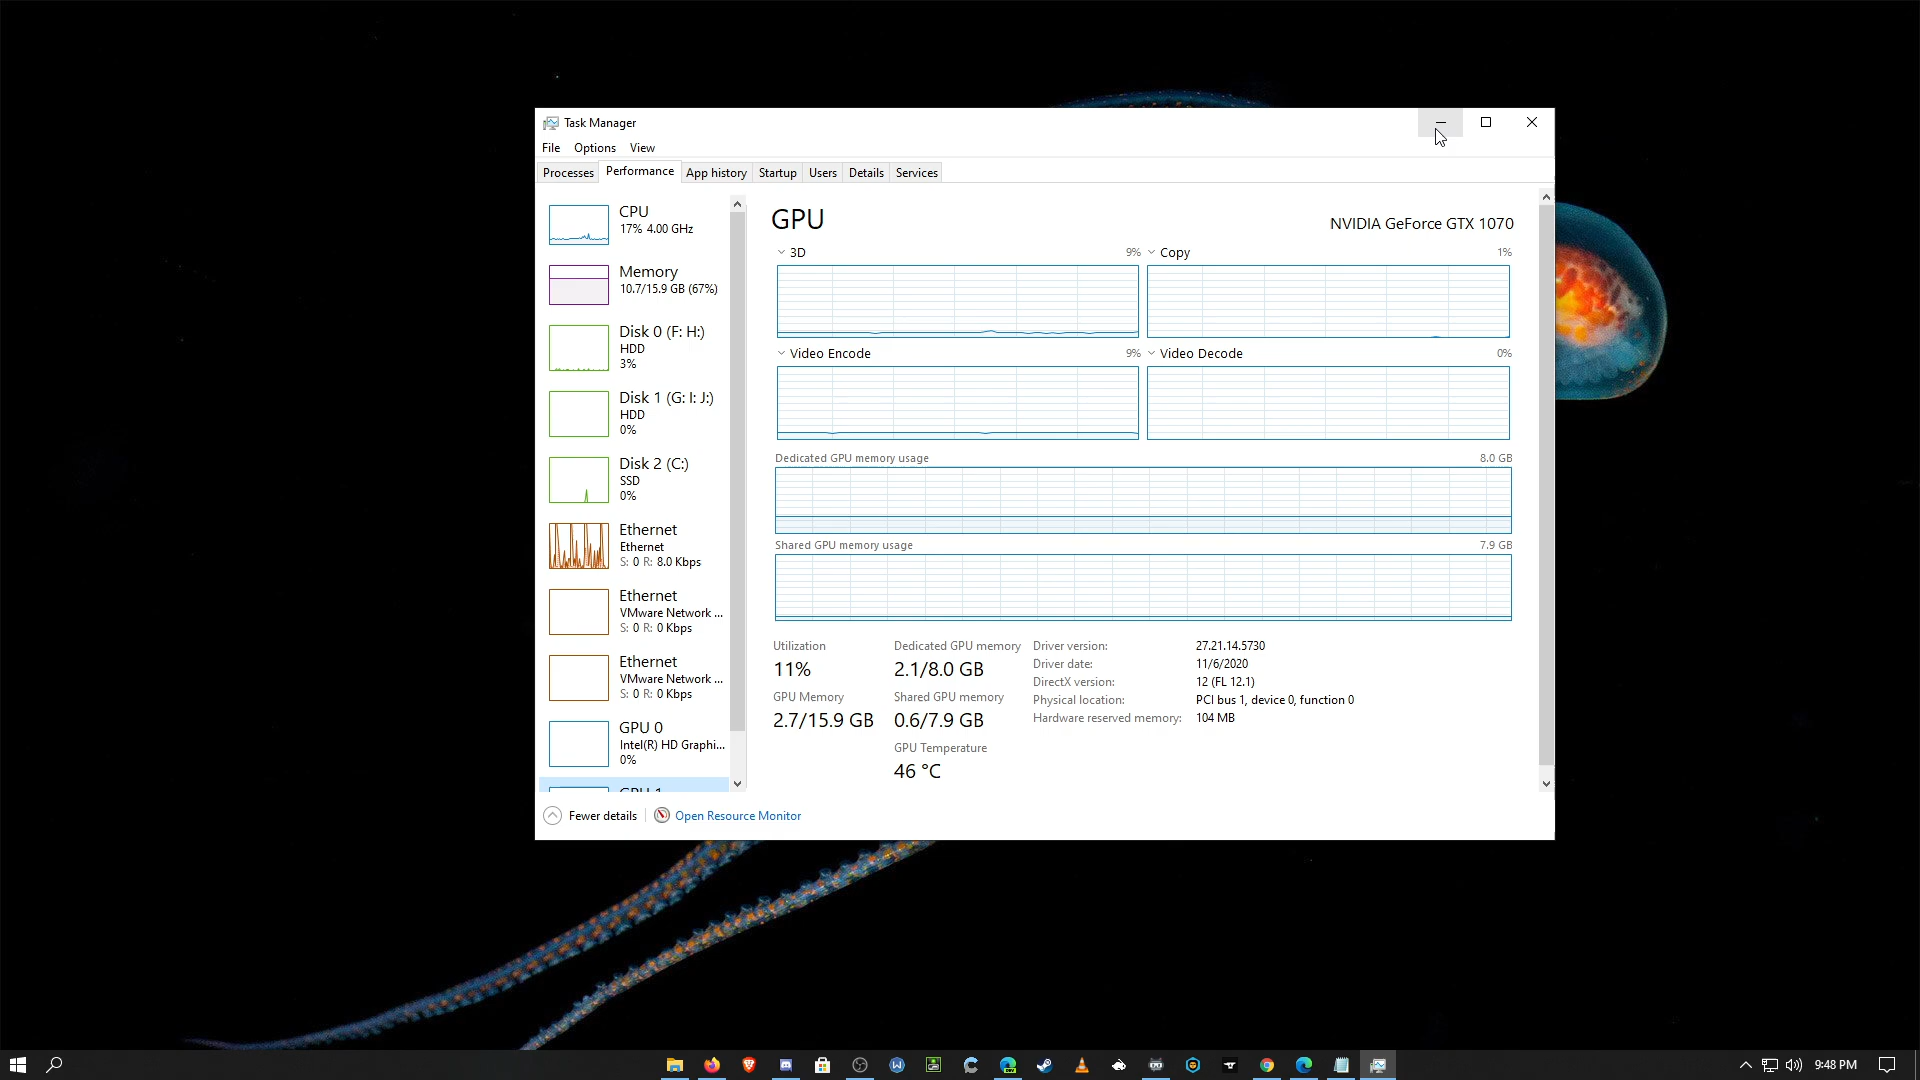 Task Manager
File Options View
Processes Performance App history Startup Users Details Services
CPU
17% 4.00 GHz
Memory
10.7/15.9 GB (67%)
Disk 0 (F: H:)
HDD
3%
Disk 1 (G: I: J:)
HDD
0%
Disk 2 (C:)
SSD
0%
Ethernet
Ethernet
S: 0 R: 8.0 Kbps
Ethernet
VMware Network ...
S: 0 R: 0 Kbps
Ethernet
VMware Network ...
S: 0 R: 0 Kbps
GPU 0
Intel(R) HD Graphi...
0%
GPU 1
GPU
NVIDIA GeForce GTX 1070
3D 9%
Copy 1%
Video Encode 9%
Video Decode 0%
Dedicated GPU memory usage 8.0 GB
Shared GPU memory usage 7.9 GB
Utilization
11%
GPU Memory
2.7/15.9 GB
Dedicated GPU memory
2.1/8.0 GB
Shared GPU memory
0.6/7.9 GB
GPU Temperature
46 °C
Driver version: 27.21.14.5730
Driver date: 11/6/2020
DirectX version: 12 (FL 12.1)
Physical location: PCI bus 1, device 0, function 0
Hardware reserved memory: 104 MB
Fewer details
Open Resource Monitor
9:48 PM